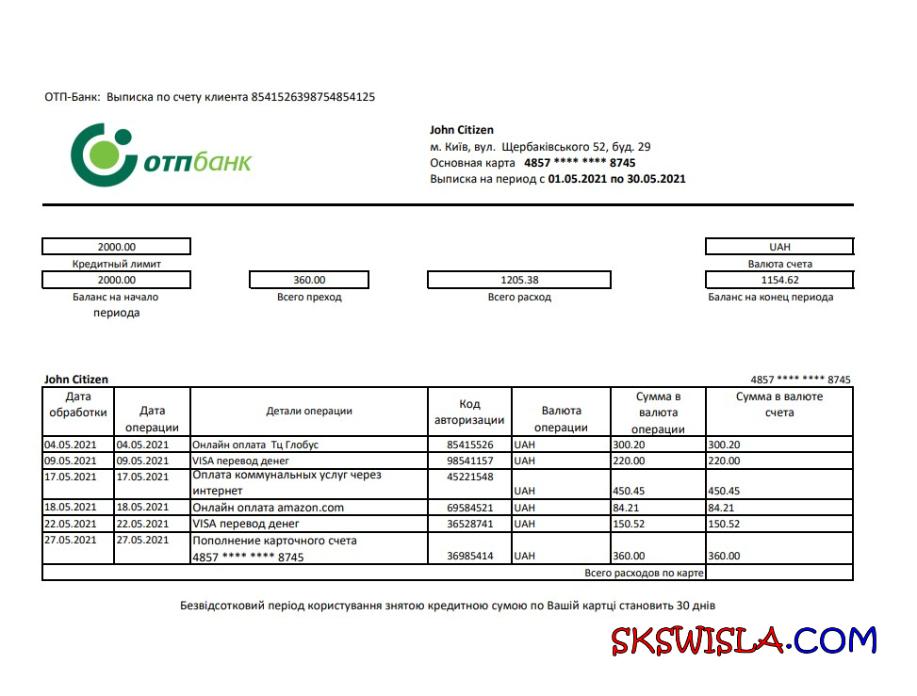 ОТП-Банк: Выписка по счету клиента 8541526398754854125
отпбанк
John Citizen
м. Київ, вул. Щербаківського 52, буд. 29
Основная карта 4857 **** **** 8745
Выписка на период с 01.05.2021 по 30.05.2021
2000.00 UAH
Кредитный лимит Валюта счета
2000.00 360.00 1205.38 1154.62
Баланс на начало периода Всего преход Всего расход Баланс на конец периода
John Citizen 4857 **** **** 8745
Дата обработки Дата операции Детали операции Код авторизации Валюта операции Сумма в валюта операции Сумма в валюте счета
04.05.2021 04.05.2021 Онлайн оплата Тц Глобус 85415526 UAH 300.20 300.20
09.05.2021 09.05.2021 VISA перевод денег 98541157 UAH 220.00 220.00
17.05.2021 17.05.2021 Оплата коммунальных услуг через интернет 45221548 UAH 450.45 450.45
18.05.2021 18.05.2021 Онлайн оплата amazon.com 69584521 UAH 84.21 84.21
22.05.2021 22.05.2021 VISA перевод денег 36528741 UAH 150.52 150.52
27.05.2021 27.05.2021 Пополнение карточного счета 4857 **** **** 8745 36985414 UAH 360.00 360.00
Всего расходов по карте
Безвідсотковий період користування знятою кредитною сумою по Вашій картці становить 30 днів
SKSWISLA.COM